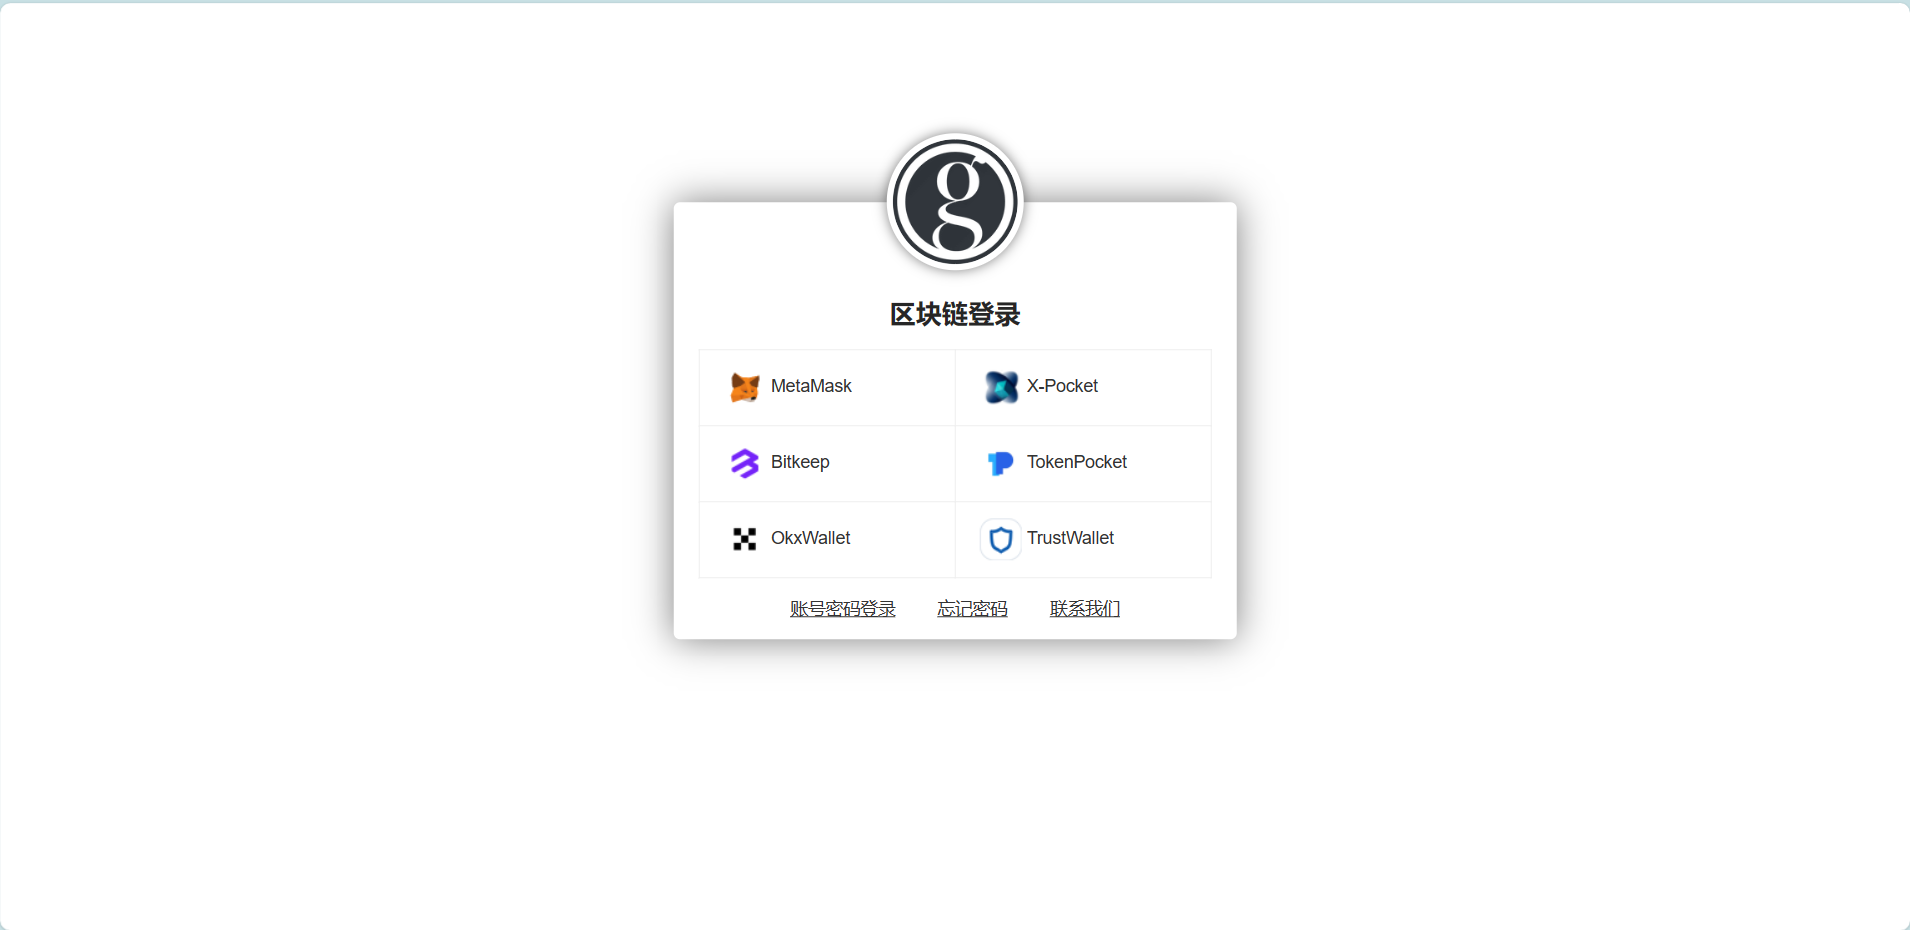 g
区块链登录
MetaMask
X-Pocket
Bitkeep
TokenPocket
OkxWallet
TrustWallet
账号密码登录 忘记密码 联系我们